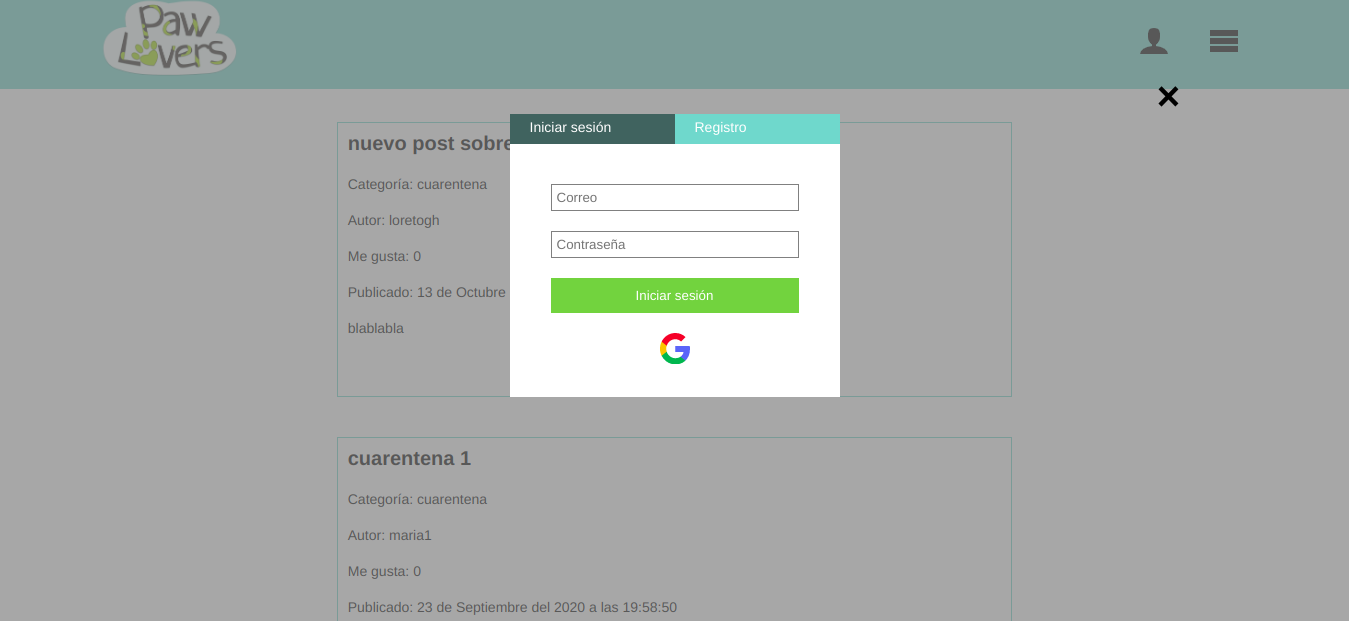 Paw
Lovers
Iniciar sesión
Registro
nuevo post sobre
Categoría: cuarentena
Autor: loretogh
Me gusta: 0
Publicado: 13 de Octubre
blablabla
Correo
Contraseña
Iniciar sesión
G
cuarentena 1
Categoría: cuarentena
Autor: maria1
Me gusta: 0
Publicado: 23 de Septiembre del 2020 a las 19:58:50